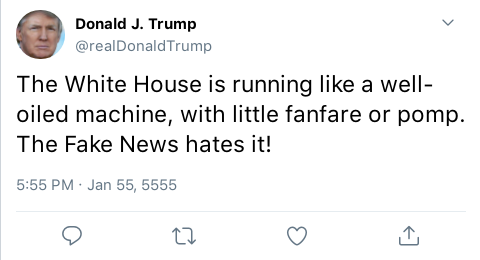 Donald J. Trump
@realDonaldTrump
The White House is running like a well-
oiled machine, with little fanfare or pomp.
The Fake News hates it!
5:55 PM · Jan 55, 5555